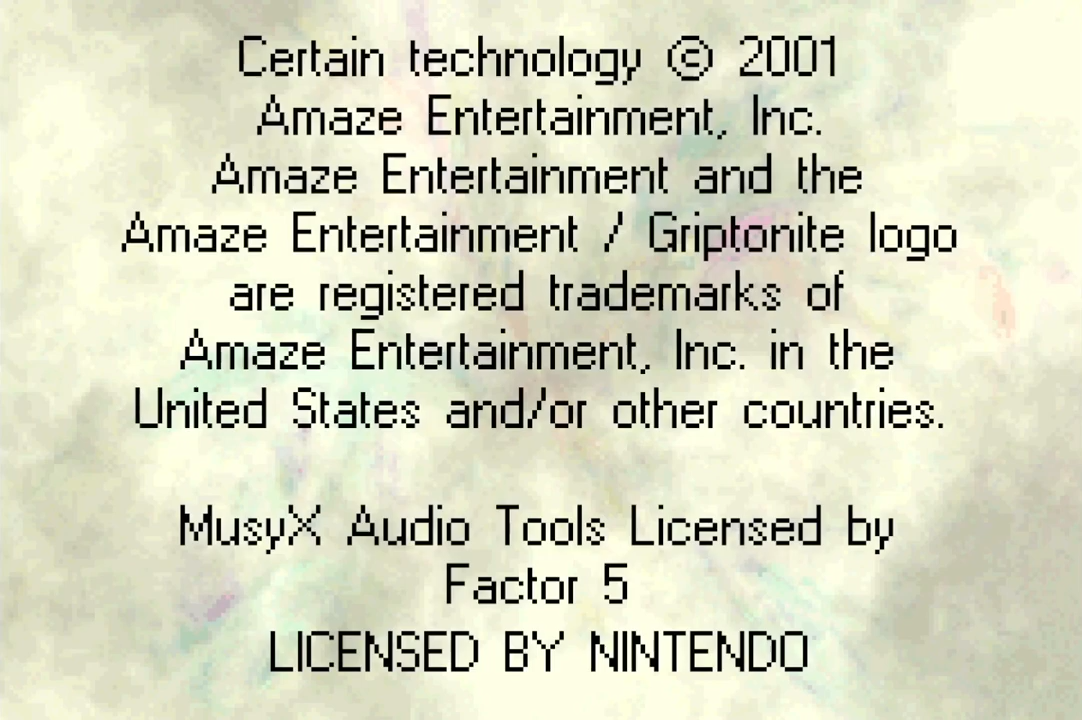 Certain technology © 2001
Amaze Entertainment, Inc.
Amaze Entertainment and the
Amaze Entertainment / Griptonite logo
are registered trademarks of
Amaze Entertainment, Inc. in the
United States and/or other countries.
MusyX Audio Tools Licensed by
Factor 5
LICENSED BY NINTENDO